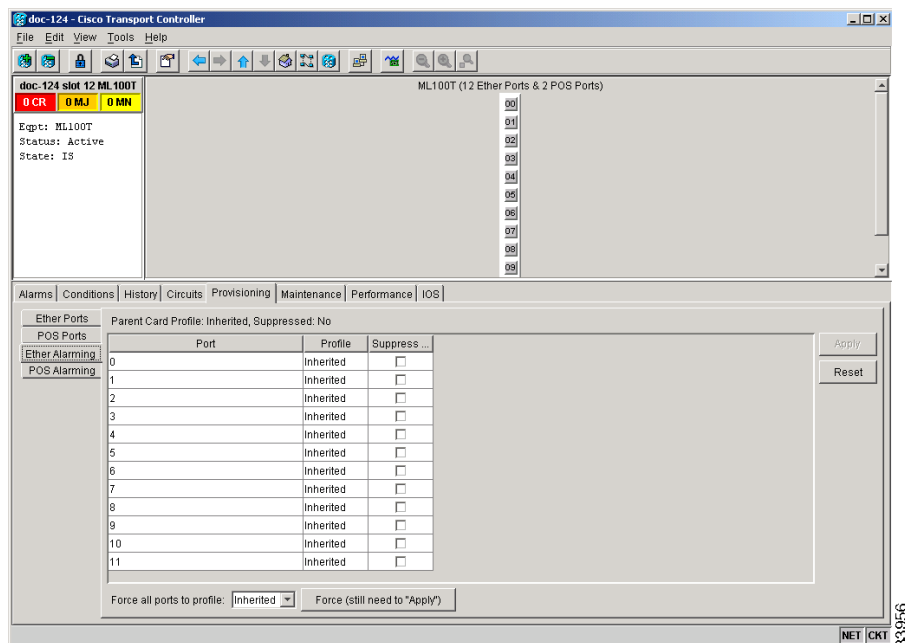 doc-124 - Cisco Transport Controller
File Edit View Tools Help
doc-124 slot 12 ML100T
0 CR 0 MJ 0 MN
Eqpt: ML100T
Status: Active
State: IS
ML100T (12 Ether Ports & 2 POS Ports)
00
01
02
03
04
05
06
07
08
09
Alarms Conditions History Circuits Provisioning Maintenance Performance IOS
Ether Ports
POS Ports
Ether Alarming
POS Alarming
Parent Card Profile: Inherited, Suppressed: No
Port Profile Suppress ...
0 Inherited
1 Inherited
2 Inherited
3 Inherited
4 Inherited
5 Inherited
6 Inherited
7 Inherited
8 Inherited
9 Inherited
10 Inherited
11 Inherited
Apply
Reset
Force all ports to profile: Inherited Force (still need to "Apply")
NET CKT